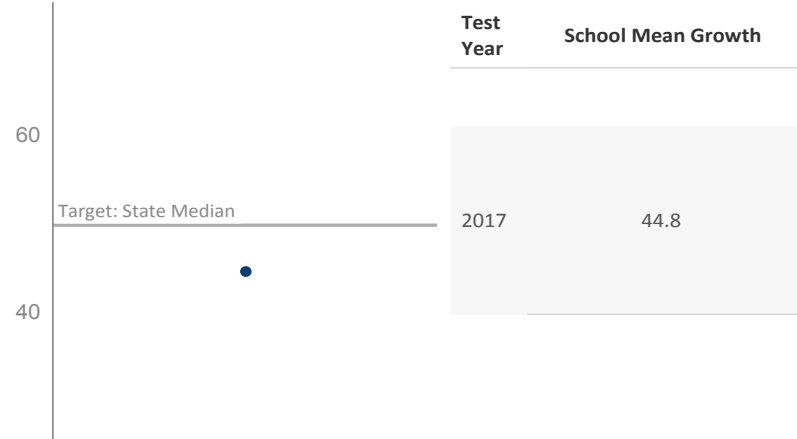 60
Target: State Median
40
Test
Year
School Mean Growth
2017
44.8